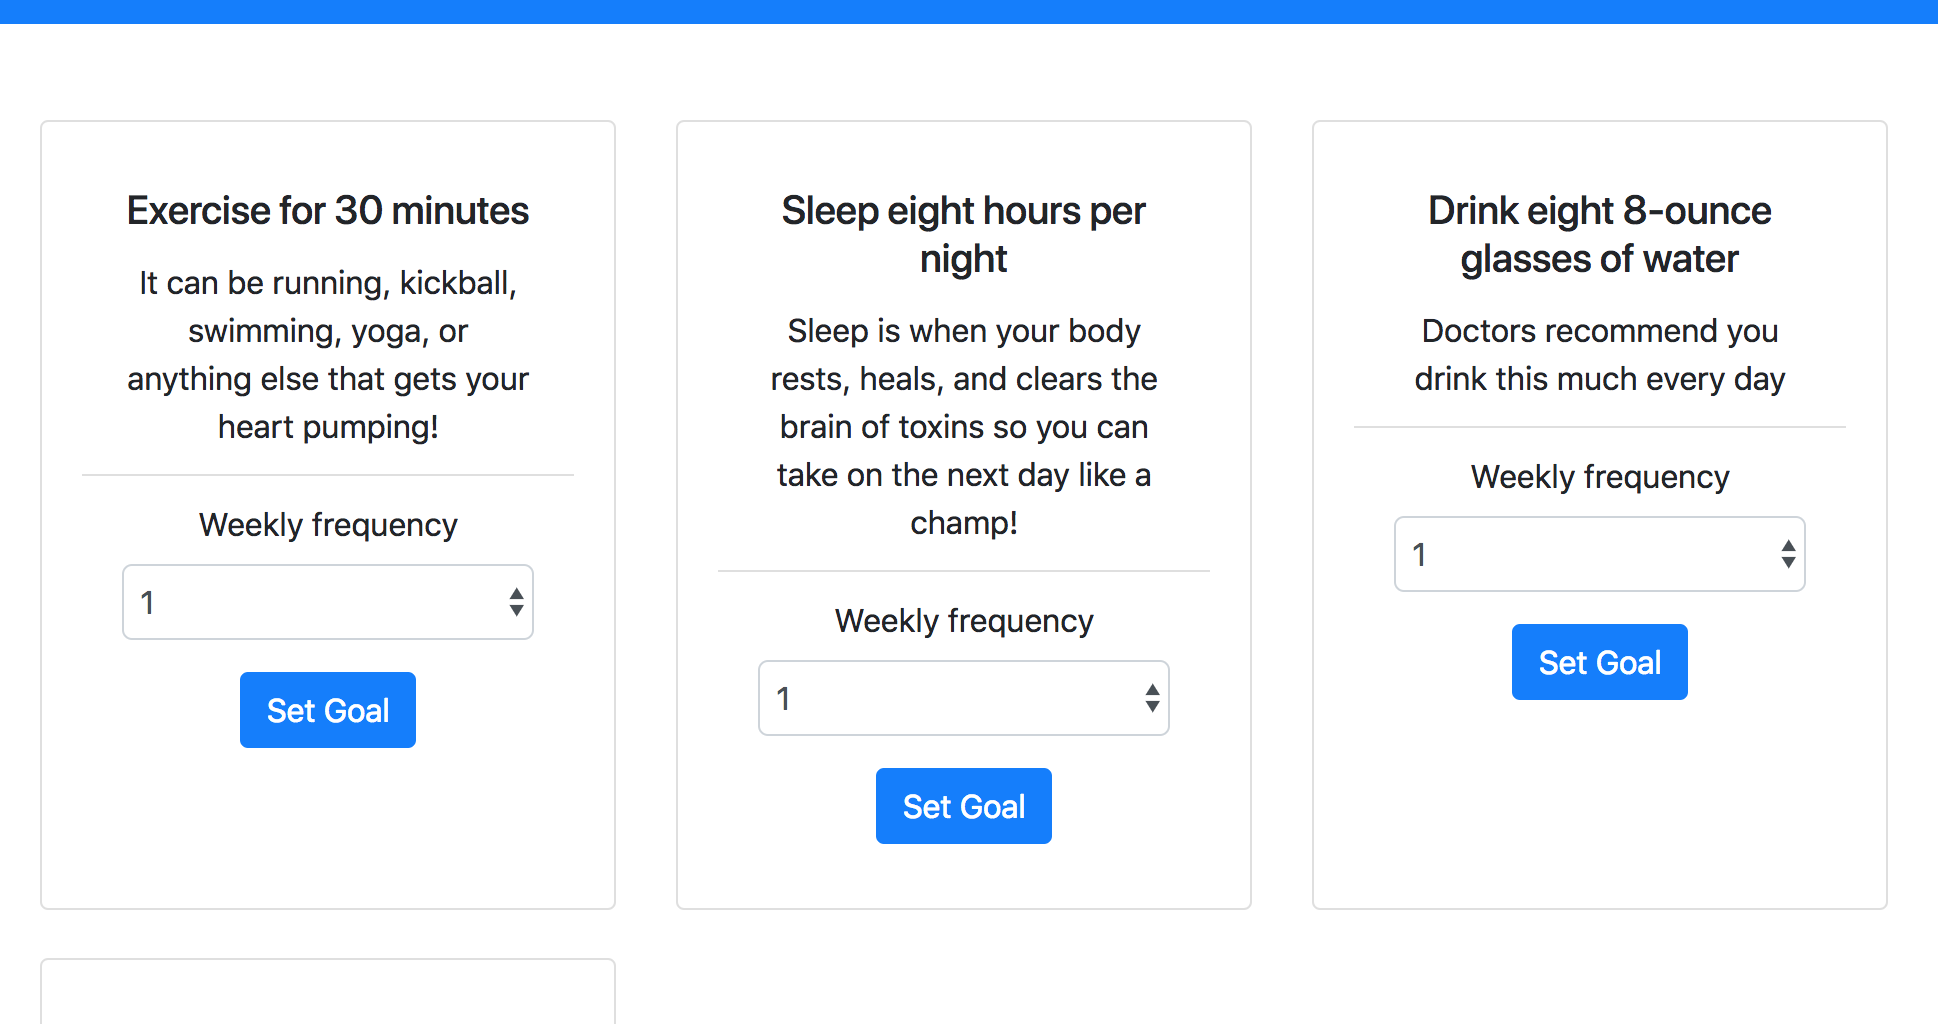 Exercise for 30 minutes
It can be running, kickball,
swimming, yoga, or
anything else that gets your
heart pumping!
Weekly frequency
1
Set Goal
Sleep eight hours per
night
Sleep is when your body
rests, heals, and clears the
brain of toxins so you can
take on the next day like a
champ!
Weekly frequency
1
Set Goal
Drink eight 8-ounce
glasses of water
Doctors recommend you
drink this much every day
Weekly frequency
1
Set Goal